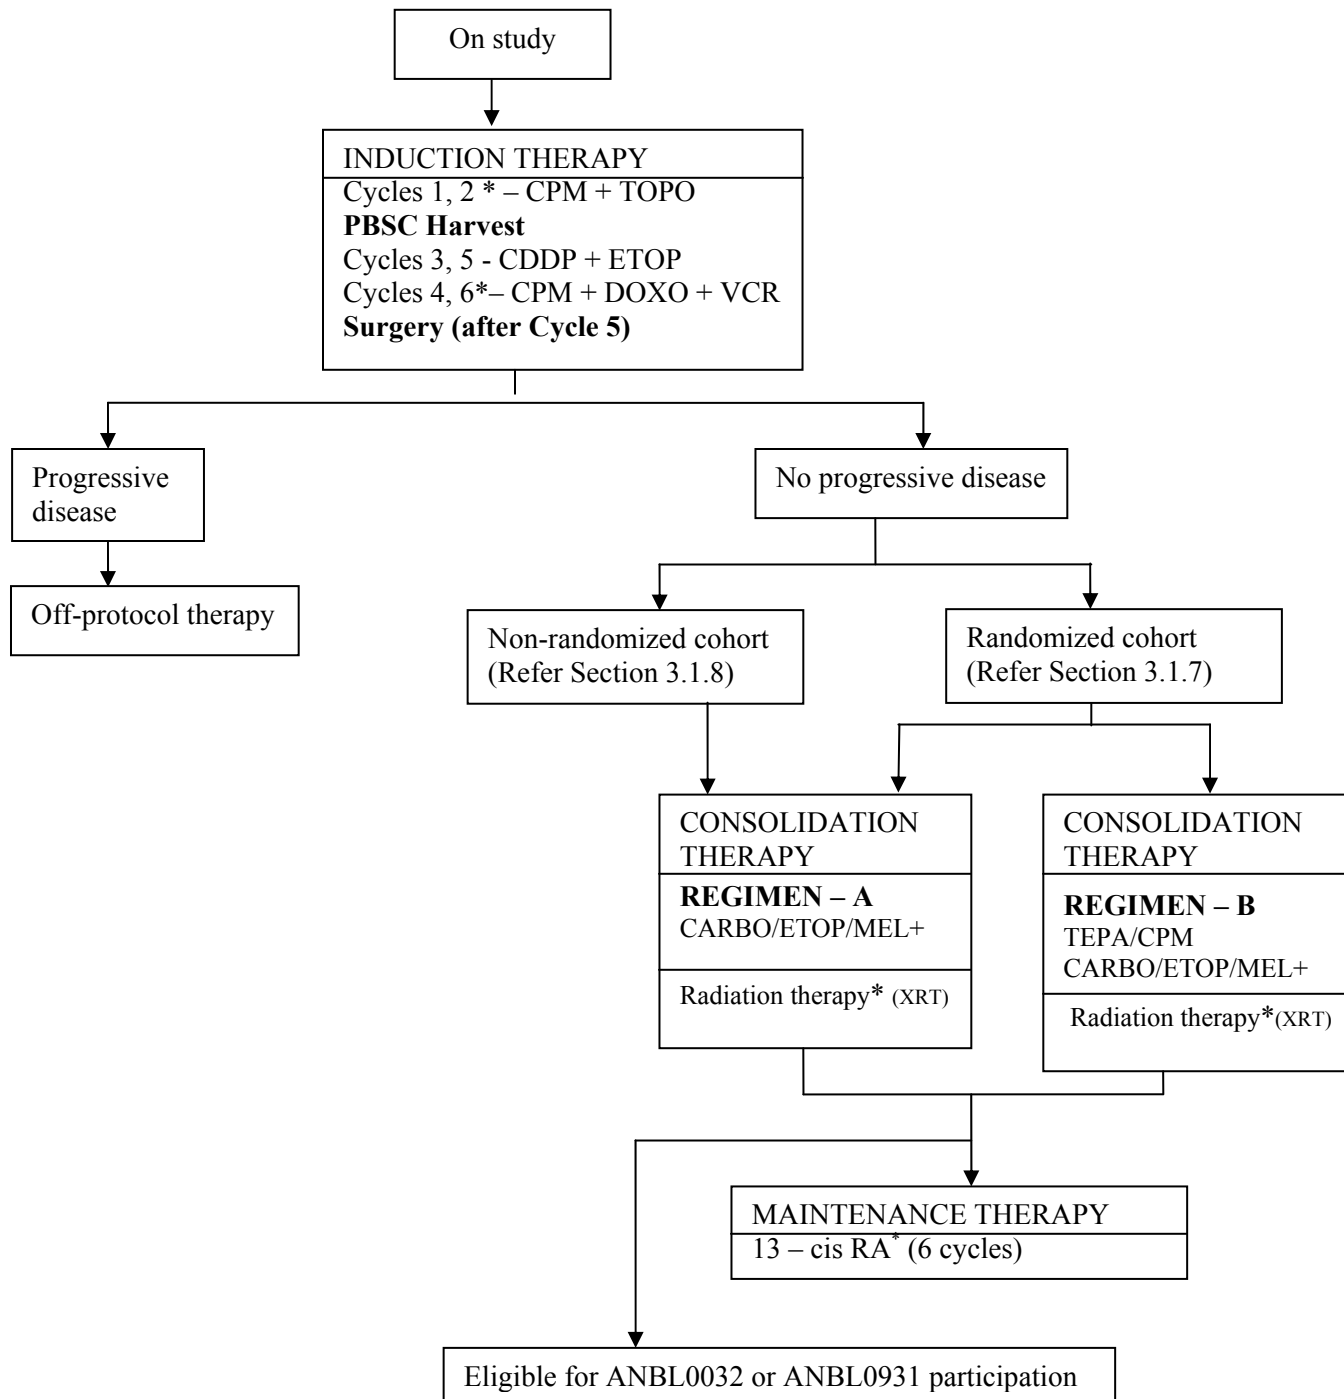 On study
INDUCTION THERAPY
Cycles 1, 2 * – CPM + TOPO
PBSC Harvest
Cycles 3, 5 - CDDP + ETOP
Cycles 4, 6*– CPM + DOXO + VCR
Surgery (after Cycle 5)
Progressive
disease
No progressive disease
Off-protocol therapy
Non-randomized cohort
(Refer Section 3.1.8)
Randomized cohort
(Refer Section 3.1.7)
CONSOLIDATION
THERAPY
REGIMEN – A
CARBO/ETOP/MEL+
Radiation therapy* (XRT)
CONSOLIDATION
THERAPY
REGIMEN – B
TEPA/CPM
CARBO/ETOP/MEL+
Radiation therapy*(XRT)
MAINTENANCE THERAPY
13 – cis RA* (6 cycles)
Eligible for ANBL0032 or ANBL0931 participation